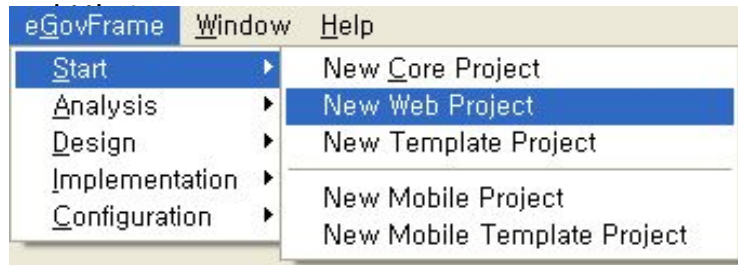 eGovFrame Window Help
Start New Core Project
Analysis New Web Project
Design New Template Project
Implementation New Mobile Project
Configuration New Mobile Template Project